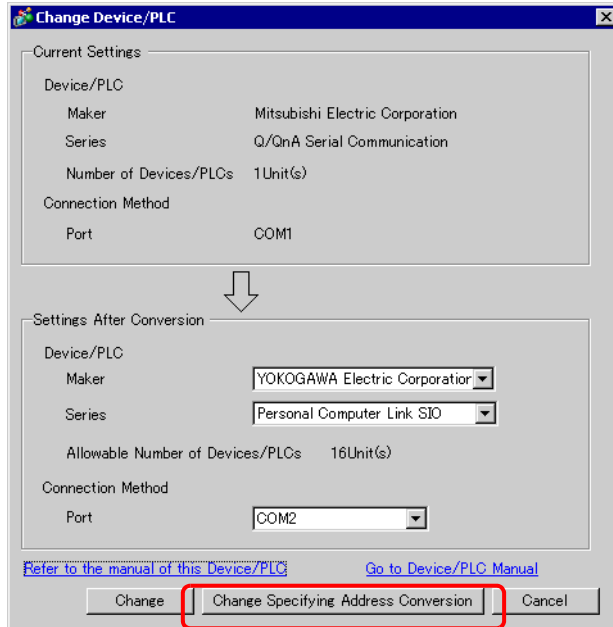 Change Device/PLC
Current Settings
Device/PLC
Maker Mitsubishi Electric Corporation
Series Q/QnA Serial Communication
Number of Devices/PLCs 1Unit(s)
Connection Method
Port COM1
Settings After Conversion
Device/PLC
Maker YOKOGAWA Electric Corporation
Series Personal Computer Link SIO
Allowable Number of Devices/PLCs 16Unit(s)
Connection Method
Port COM2
Refer to the manual of this Device/PLC Go to Device/PLC Manual
Change Change Specifying Address Conversion Cancel